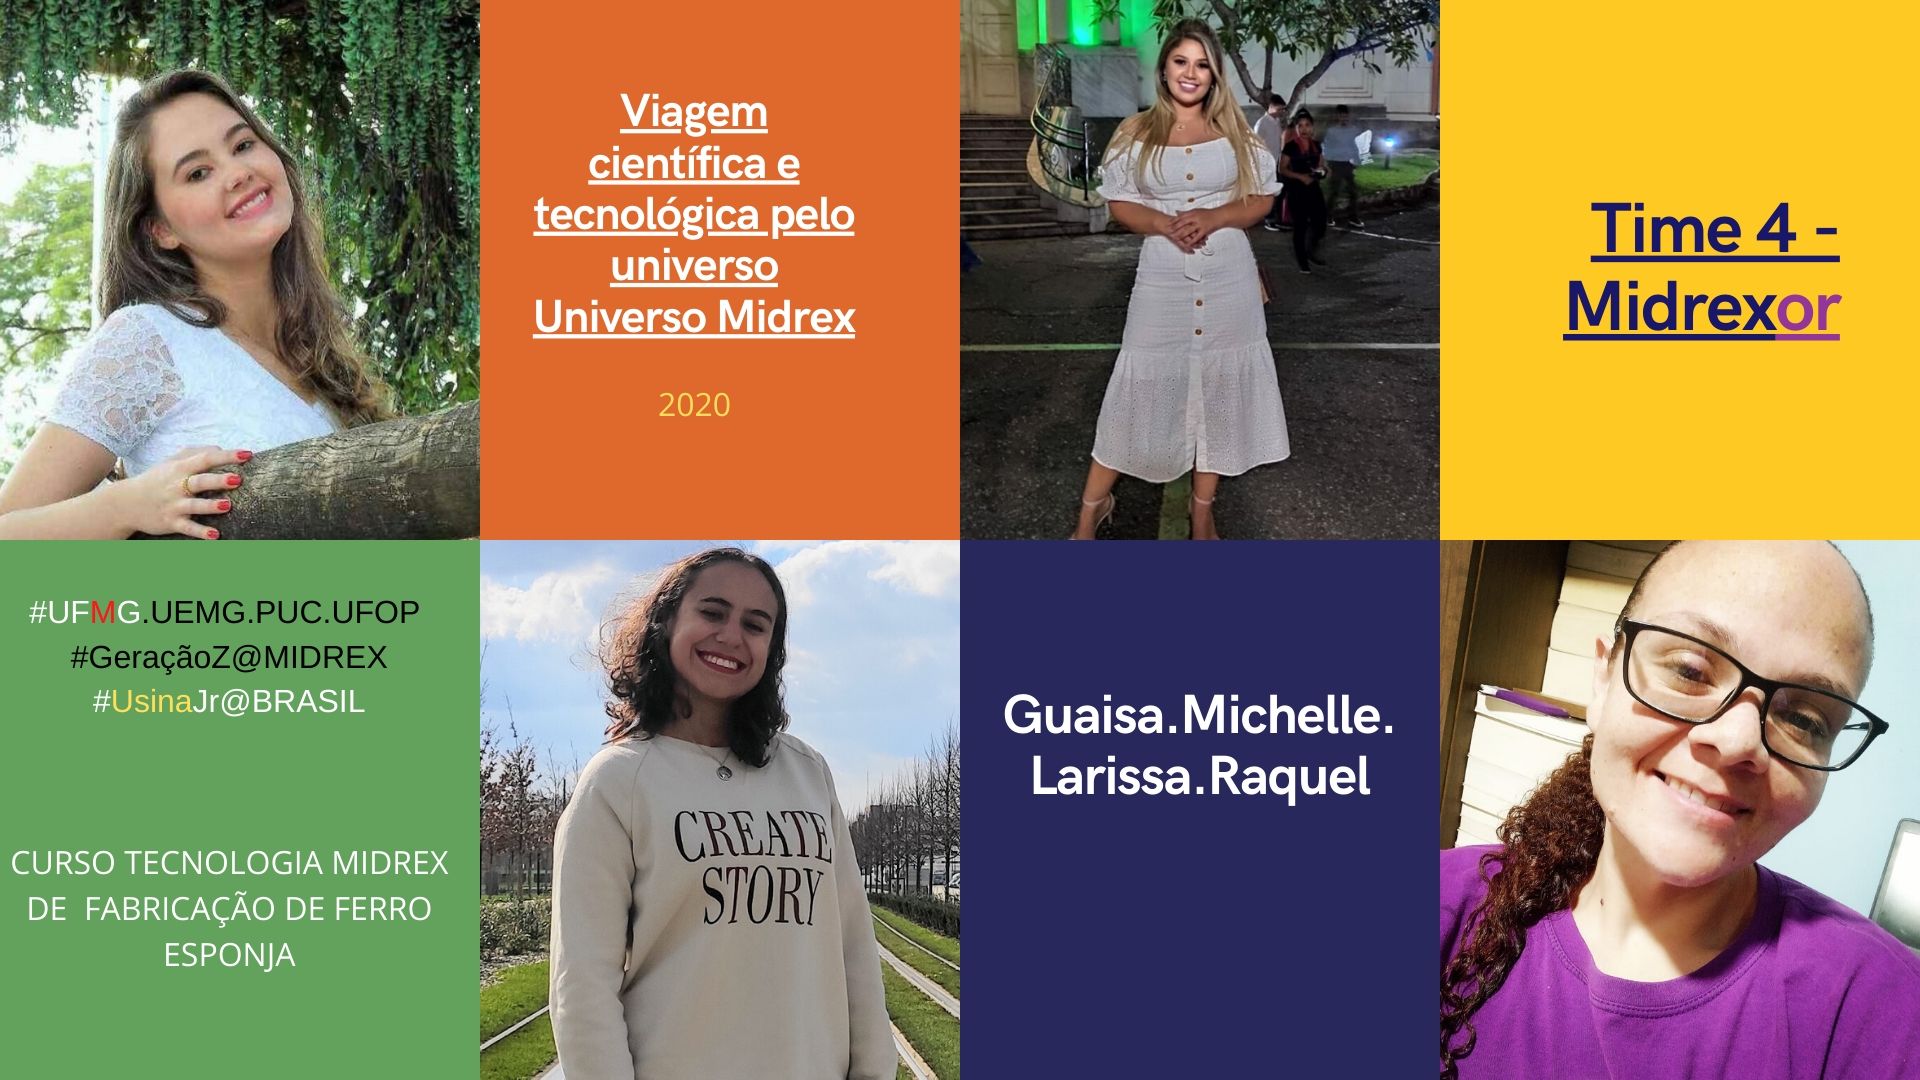 Viagem
científica e
tecnológica pelo
universo
Universo Midrex
2020
Time 4 -
Midrexor
#UFMG.UEMG.PUC.UFOP
#GeraçãoZ@MIDREX
#UsinaJr@BRASIL
CURSO TECNOLOGIA MIDREX
DE  FABRICAÇÃO DE FERRO
ESPONJA
CREATE
STORY
Guaisa.Michelle.
Larissa.Raquel